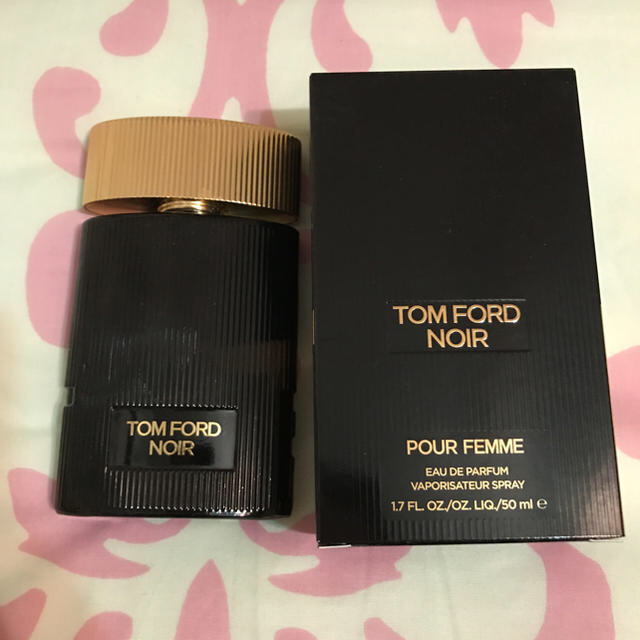 TOM FORD
NOIR
TOM FORD
NOIR
POUR FEMME
EAU DE PARFUM
VAPORISATEUR SPRAY
1.7 FL. OZ./OZ. LIQ./50 ml ℮